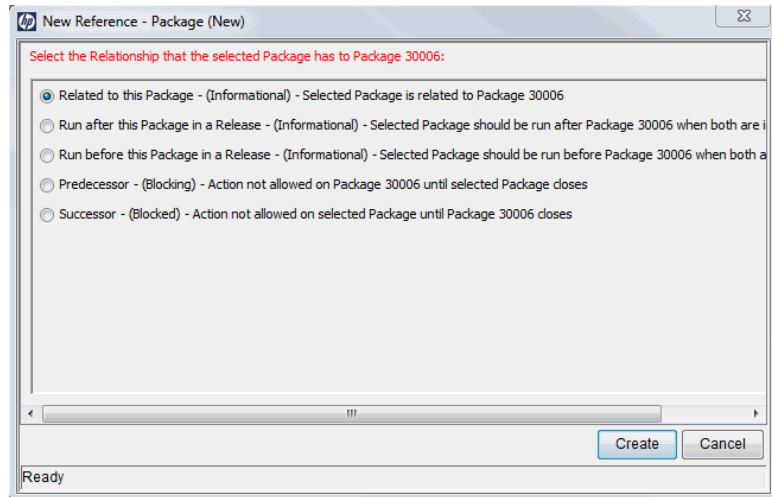 hp New Reference - Package (New)
Select the Relationship that the selected Package has to Package 30006:
Related to this Package - (Informational) - Selected Package is related to Package 30006
Run after this Package in a Release - (Informational) - Selected Package should be run after Package 30006 when both are i
Run before this Package in a Release - (Informational) - Selected Package should be run before Package 30006 when both a
Predecessor - (Blocking) - Action not allowed on Package 30006 until selected Package closes
Successor - (Blocked) - Action not allowed on selected Package until Package 30006 closes
Create Cancel
Ready